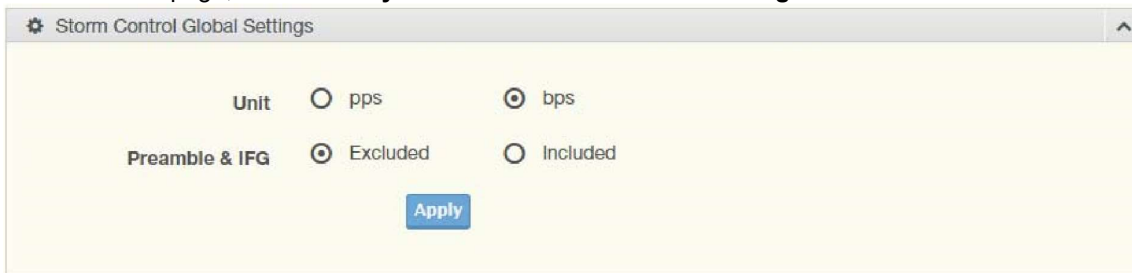 Storm Control Global Settings
Unit pps bps
Preamble & IFG Excluded Included
Apply